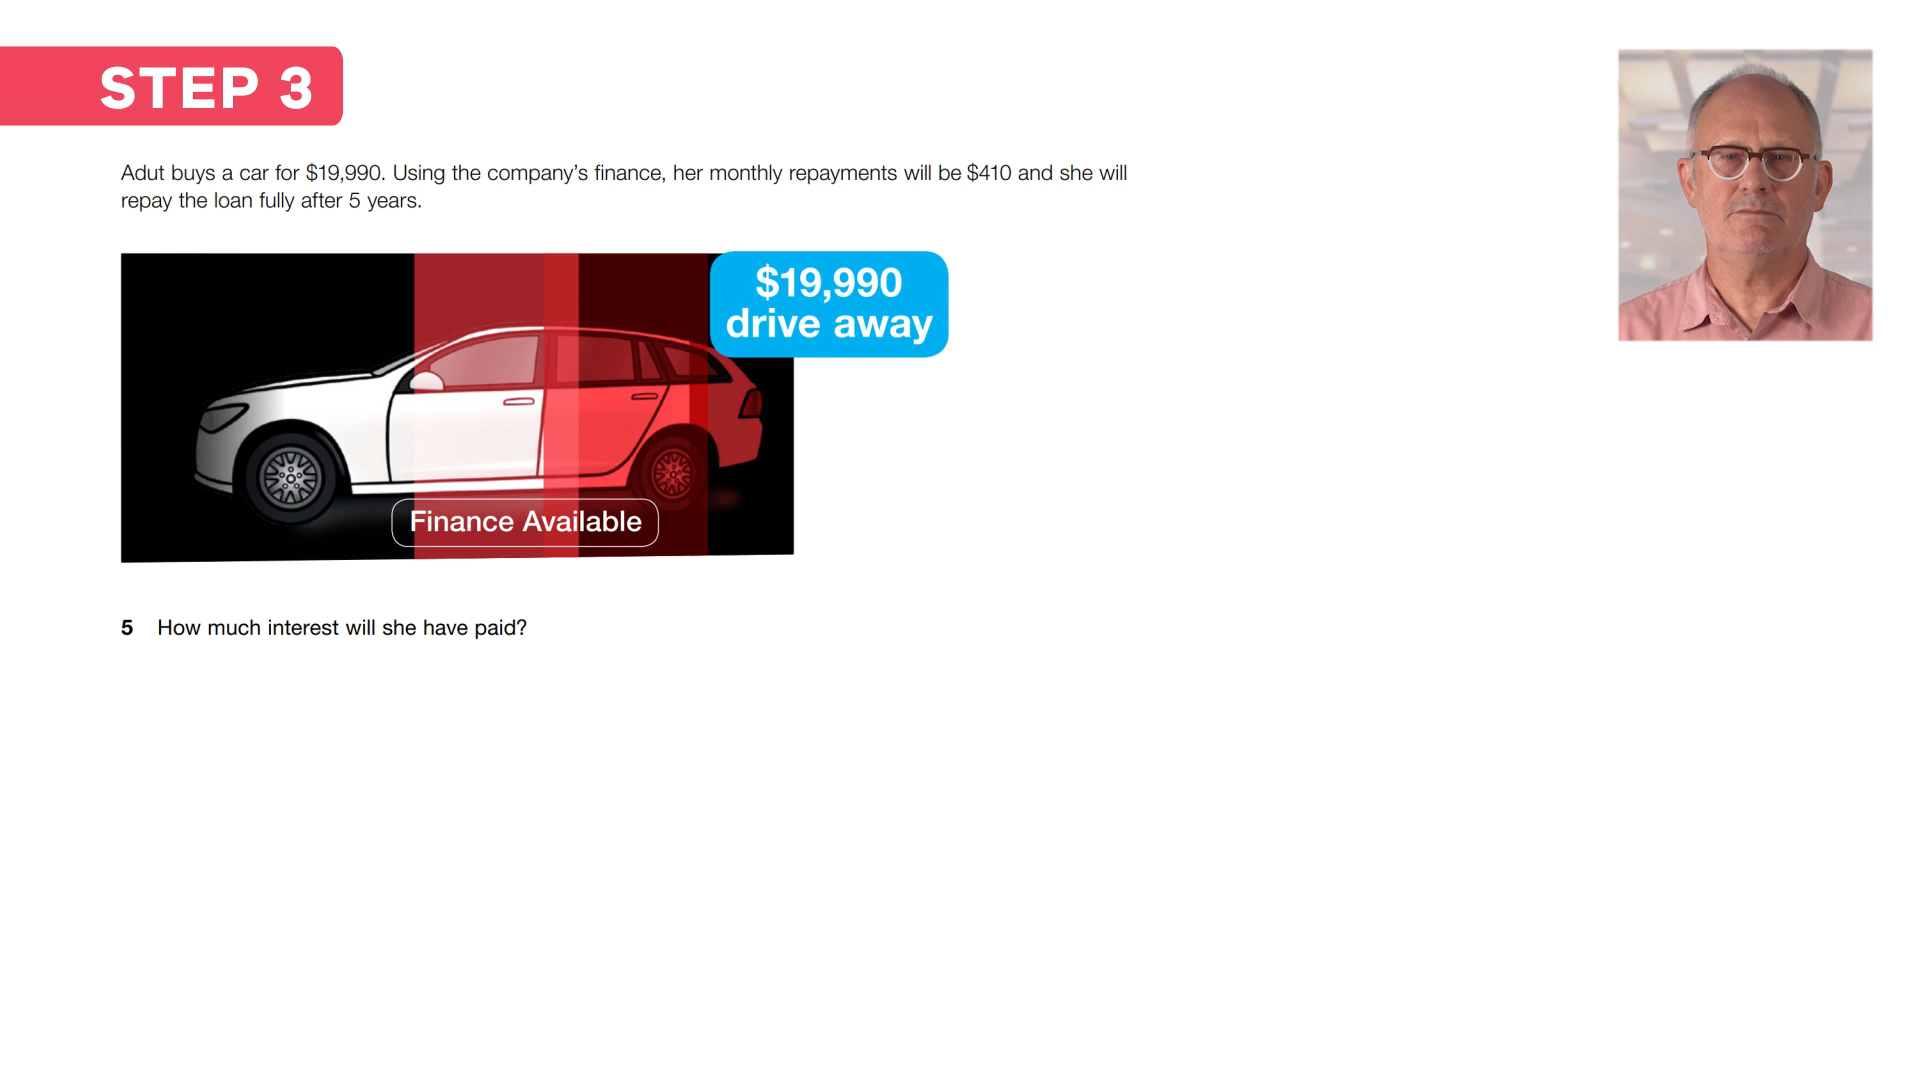 STEP 3
Adut buys a car for $19,990. Using the company’s finance, her monthly repayments will be $410 and she will
repay the loan fully after 5 years.
$19,990
drive away
Finance Available
5 How much interest will she have paid?